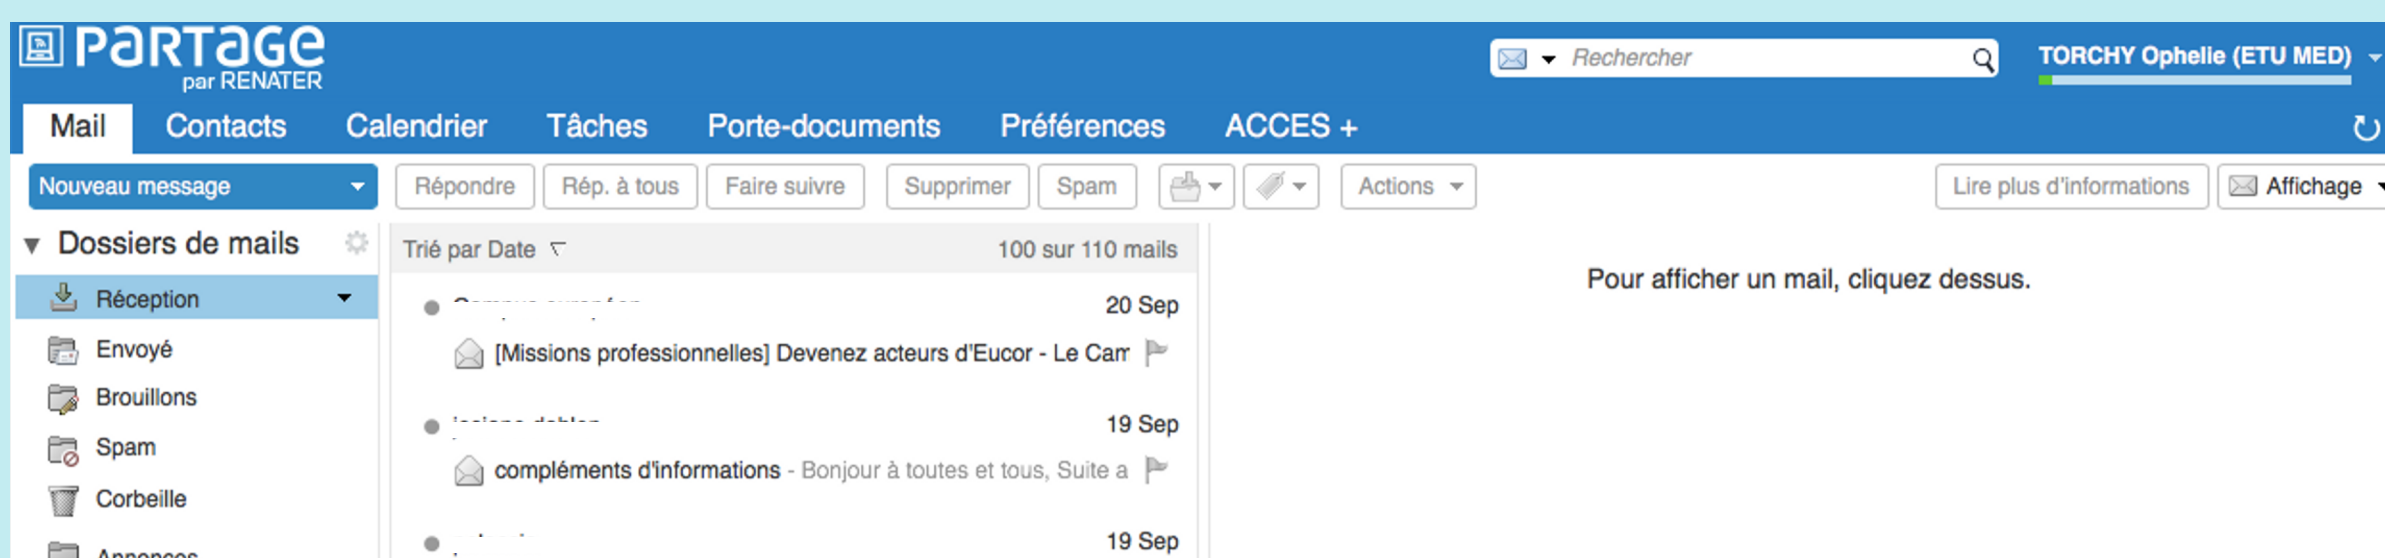 PARTAGE
par RENATER
Rechercher
TORCHY Ophelie (ETU MED)
Mail Contacts Calendrier Tâches Porte-documents Préférences ACCES +
Nouveau message Répondre Rép. à tous Faire suivre Supprimer Spam Actions Lire plus d'informations Affichage
Dossiers de mails
Trié par Date 100 sur 110 mails
Pour afficher un mail, cliquez dessus.
Réception
20 Sep
Envoyé
[Missions professionnelles] Devenez acteurs d'Eucor - Le Cam
Brouillons
19 Sep
Spam
compléments d'informations - Bonjour à toutes et tous, Suite a
Corbeille
19 Sep
Annonces